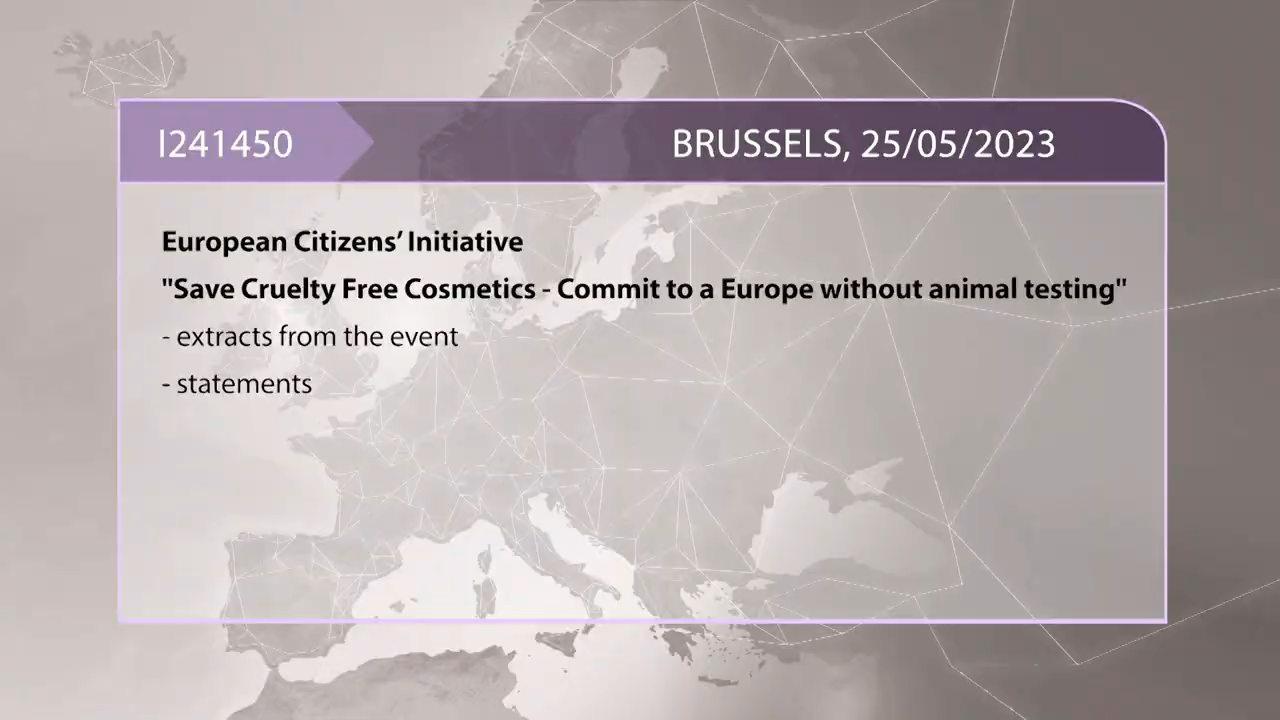 I241450
BRUSSELS, 25/05/2023
European Citizens’ Initiative
"Save Cruelty Free Cosmetics - Commit to a Europe without animal testing"
- extracts from the event
- statements